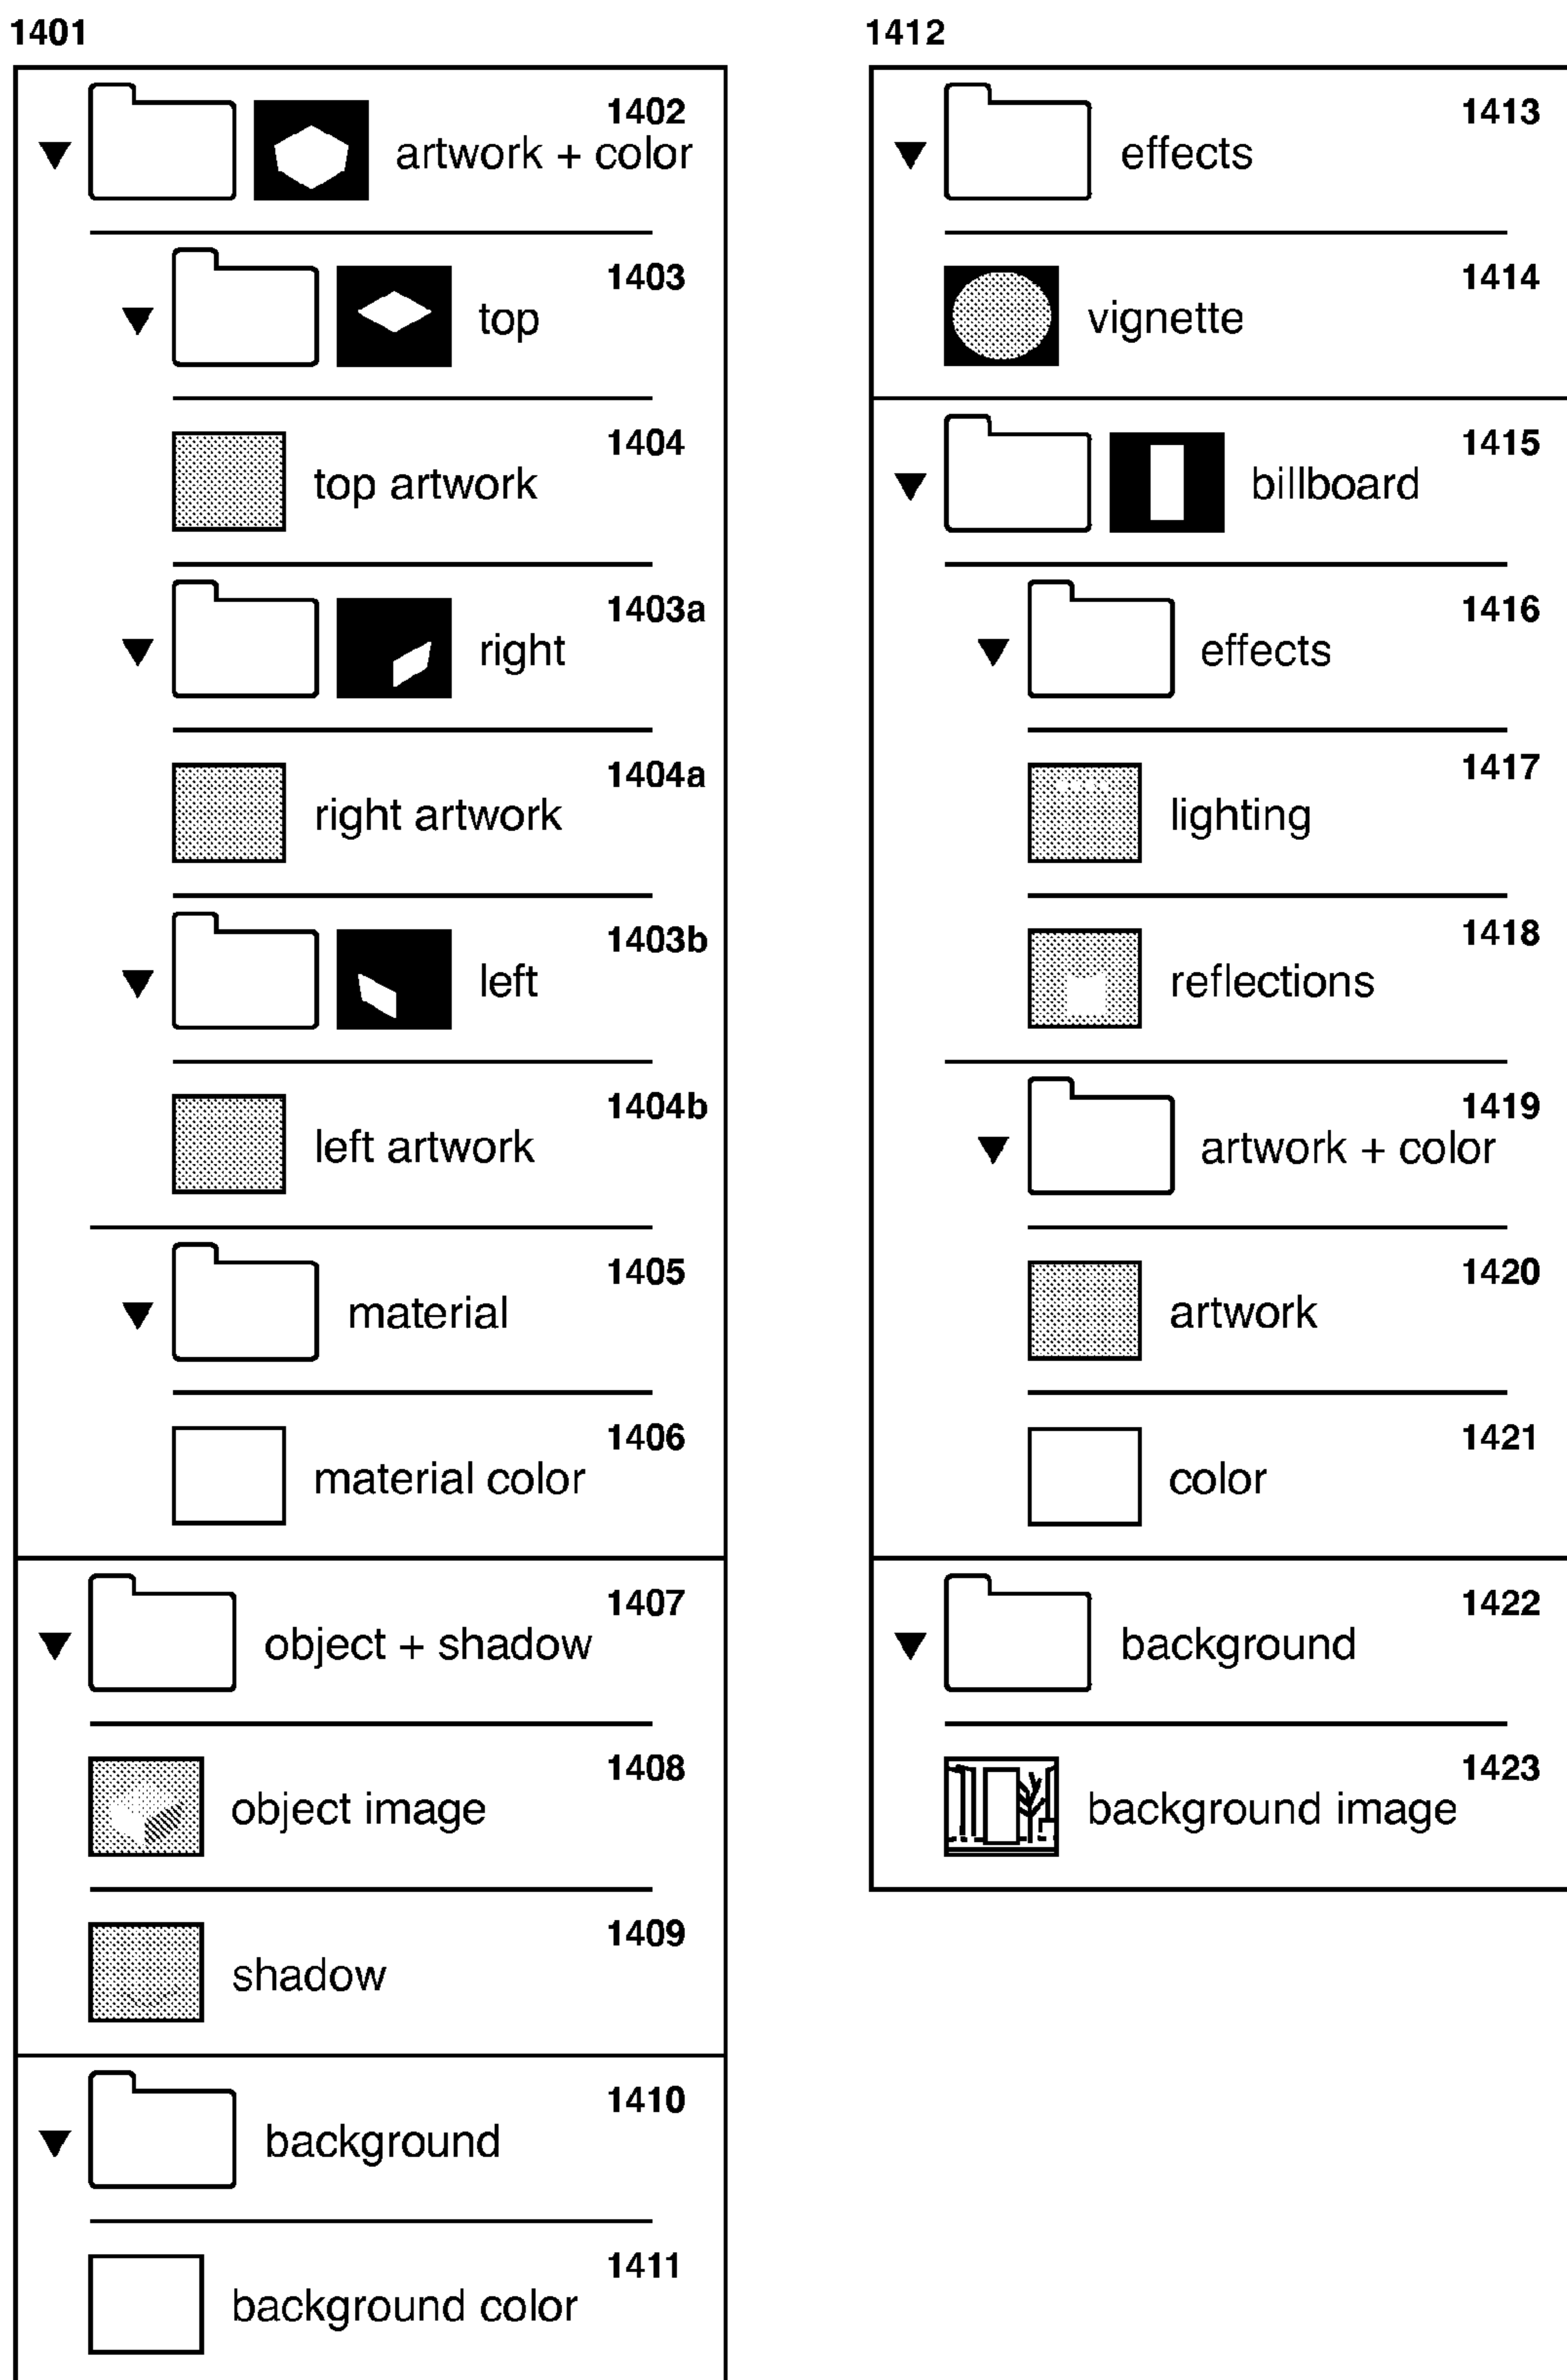 1401
1402
artwork + color
1403
top
1404
top artwork
1403a
right
1404a
right artwork
1403b
left
1404b
left artwork
1405
material
1406
material color
1407
object + shadow
1408
object image
1409
shadow
1410
background
1411
background color
1412
1413
effects
1414
vignette
1415
billboard
1416
effects
1417
lighting
1418
reflections
1419
artwork + color
1420
artwork
1421
color
1422
background
1423
background image